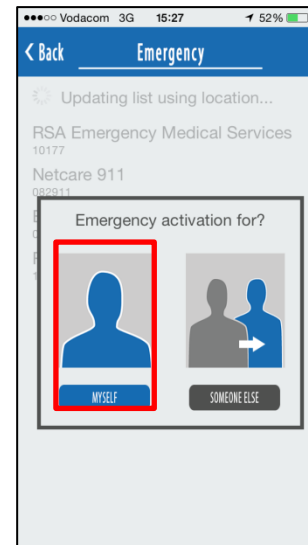 Vodacom 3G 15:27 52%
Back Emergency
Updating list using location...
RSA Emergency Medical Services
10177
Netcare 911
082911
Emergency activation for?
MYSELF SOMEONE ELSE